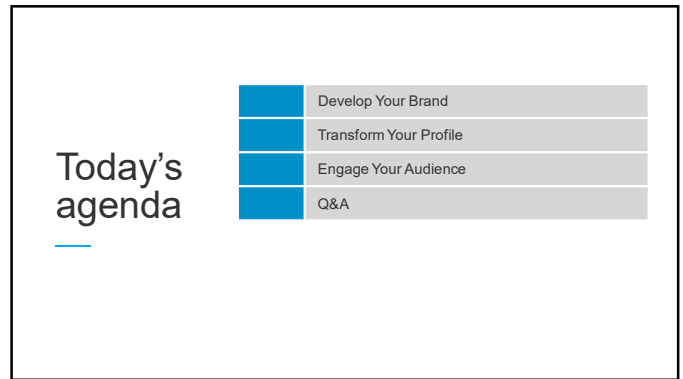 Today’s
agenda
Develop Your Brand
Transform Your Profile
Engage Your Audience
Q&A